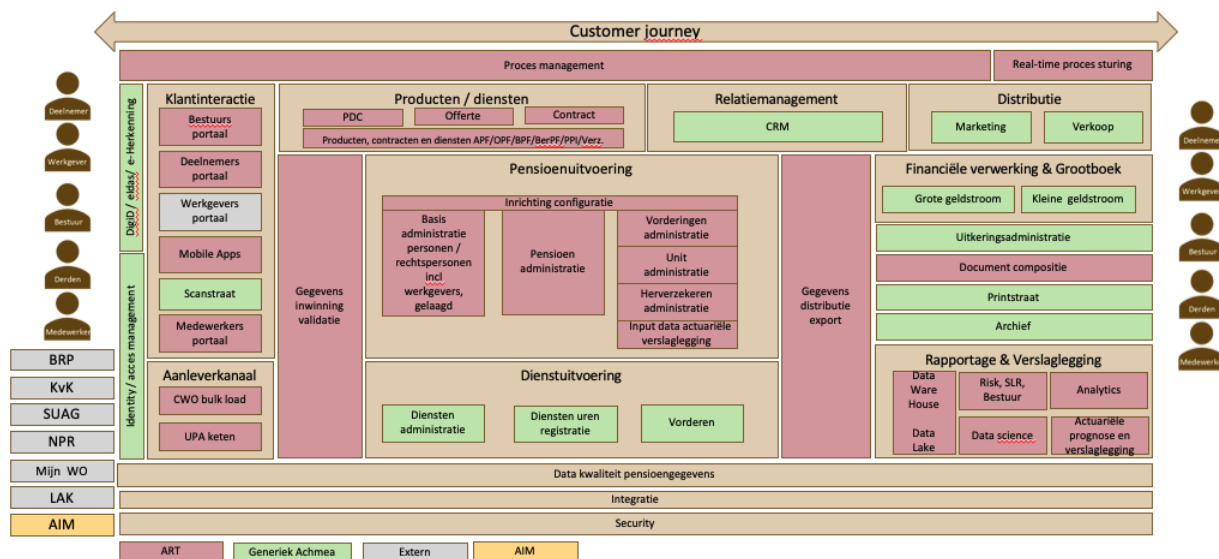 Customer journey
Proces management
Real-time proces sturing
Deelnemer
Werkgever
Bestuur
Derden
Medewerker
BRP
KvK
SUAG
NPR
Mijn WO
LAK
AIM
DigiD/ eIdas/ e-Herkenning
Identity / acces management
Klantinteractie
Bestuurs
portaal
Deelnemers
portaal
Werkgevers
portaal
Mobile Apps
Scanstraat
Medewerkers
portaal
Aanleverkanaal
CWO bulk load
UPA keten
Producten / diensten
PDC
Offerte
Contract
Producten, contracten en diensten APF/OPF/BPF/BerPF/PPI/Verz.
Relatiemanagement
CRM
Distributie
Marketing
Verkoop
Gegevens
inwinning
validatie
Pensioenuitvoering
Inrichting configuratie
Basis
administratie
personen /
rechtspersonen
incl
werkgevers,
gelaagd
Pensioen
administratie
Vorderingen
administratie
Unit
administratie
Herverzekeren
administratie
Input data actuariële
verslaglegging
Dienstuitvoering
Diensten
administratie
Diensten uren
registratie
Vorderen
Gegevens
distributie
export
Financiële verwerking & Grootboek
Grote geldstroom
Kleine geldstroom
Uitkeringsadministratie
Document compositie
Printstraat
Archief
Rapportage & Verslaglegging
Data
Ware
House
Data
Lake
Risk, SLR,
Bestuur
Analytics
Data science
Actuariële
prognose en
verslaglegging
Data kwaliteit pensioengegevens
Integratie
Security
Deelneme
Werkgever
Bestuur
Derden
Medewerker
ART
Generiek Achmea
Extern
AIM